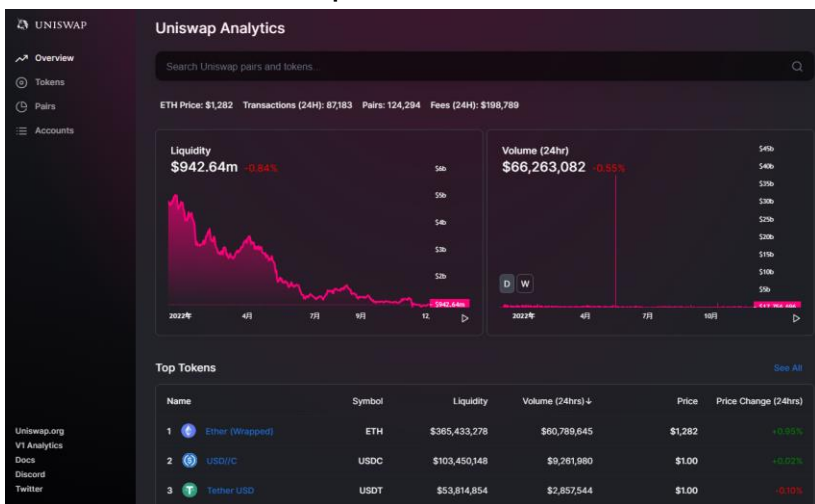 UNISWAP
Overview
Tokens
Pairs
Accounts
Uniswap Analytics
Search Uniswap pairs and tokens...
ETH Price: $1,282 Transactions (24H): 87,183 Pairs: 124,294 Fees (24H): $198,789
Liquidity
$942.64m -0.84%
$6b
$5b
$4b
$3b
$2b
$942.64m
2022年 4月 7月 9月 12,
Volume (24hr)
$66,263,082 -0.55%
$45b
$40b
$35b
$30b
$25b
$20b
$15b
$10b
$5b
D W
2022年 4月 7月 10月
Top Tokens
See All
Name Symbol Liquidity Volume (24hrs)↓ Price Price Change (24hrs)
1 Ether (Wrapped) ETH $365,433,278 $60,789,645 $1,282 +0.95%
2 USD//C USDC $103,450,148 $9,261,980 $1.00 +0.02%
3 Tether USD USDT $53,814,854 $2,857,544 $1.00 -0.10%
Uniswap.org
V1 Analytics
Docs
Discord
Twitter